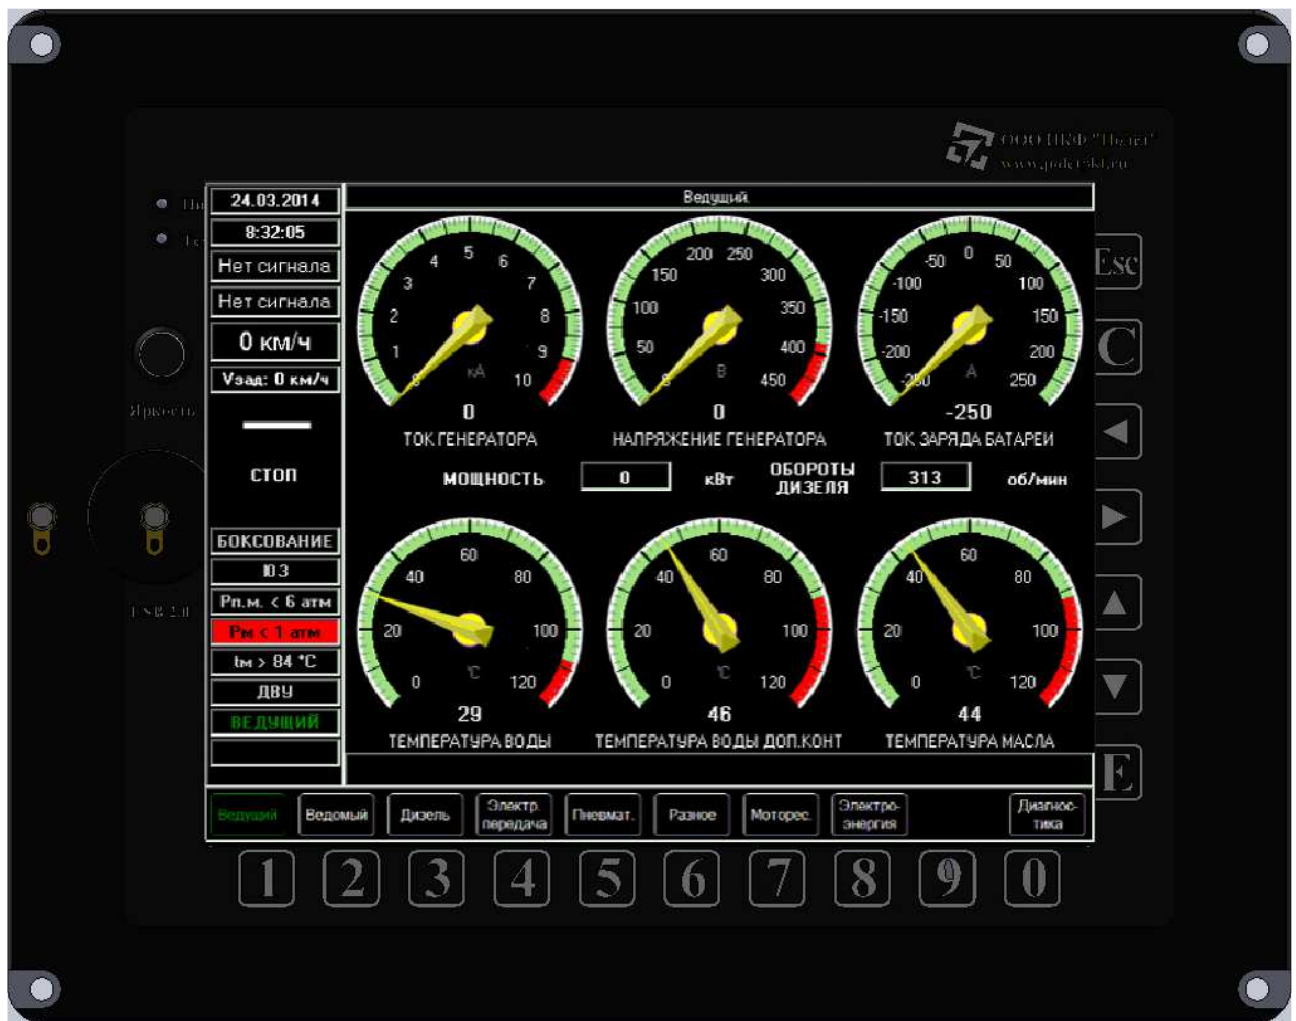 ООО НКФ "Полет"
24.03.2014
Ведущий
8:32:05
Нет сигнала
Нет сигнала
0 км/ч
Vзад: 0 км/ч
СТОП
БОКСОВАНИЕ
ЮЗ
Рп.м. < 6 атм
Рм < 1 атм
tм > 84 °C
ДВУ
ВЕДУЩИЙ
0 1 2 3 4 5 6 7 8 9 10
кА
0
ТОК ГЕНЕРАТОРА
50 100 150 200 250 300 350 400 450
В
0
НАПРЯЖЕНИЕ ГЕНЕРАТОРА
-250 -200 -150 -100 -50 0 50 100 150 200 250
А
-250
ТОК ЗАРЯДА БАТАРЕИ
МОЩНОСТЬ 0 кВт
ОБОРОТЫ
ДИЗЕЛЯ 313 об/мин
0 20 40 60 80 100 120
°C
29
ТЕМПЕРАТУРА ВОДЫ
0 20 40 60 80 100 120
°C
46
ТЕМПЕРАТУРА ВОДЫ ДОП.КОНТ
0 20 40 60 80 100 120
°C
44
ТЕМПЕРАТУРА МАСЛА
Ведущий
Ведомый
Дизель
Электр.
передача
Пневмат.
Разное
Моторес.
Электро-
энергия
Диагнос-
тика
Яркость
USB 2.0
Esc
C
E
1 2 3 4 5 6 7 8 9 0